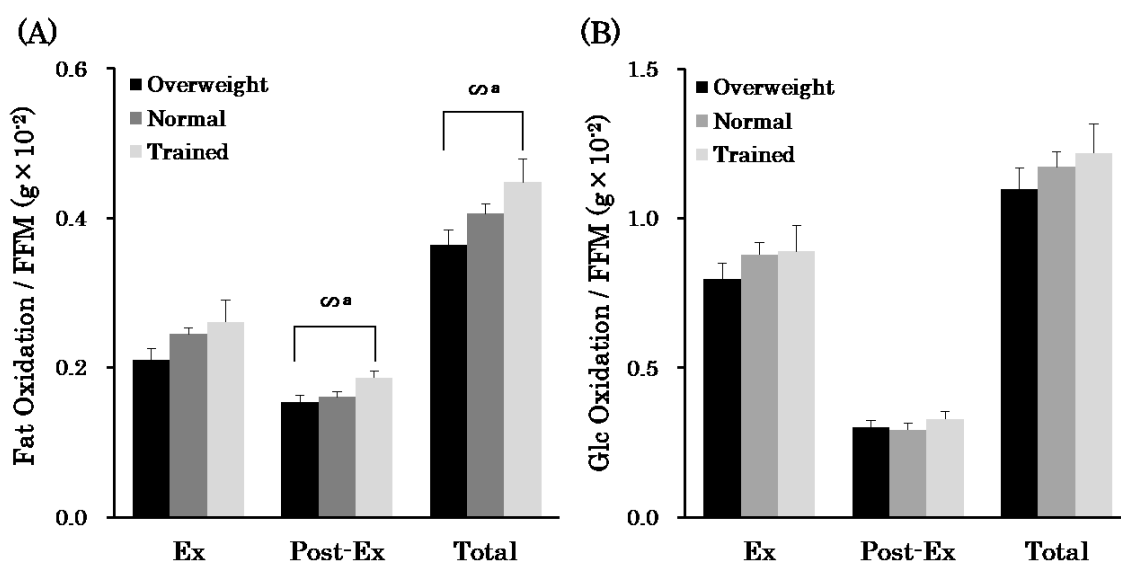 (A)
Fat Oxidation / FFM (g × 10⁻²)
0.6
0.4
0.2
0.0
Overweight
Normal
Trained
$ a
$ a
Ex
Post-Ex
Total
(B)
Glc Oxidation / FFM (g × 10⁻²)
1.5
1.0
0.5
0.0
Overweight
Normal
Trained
Ex
Post-Ex
Total